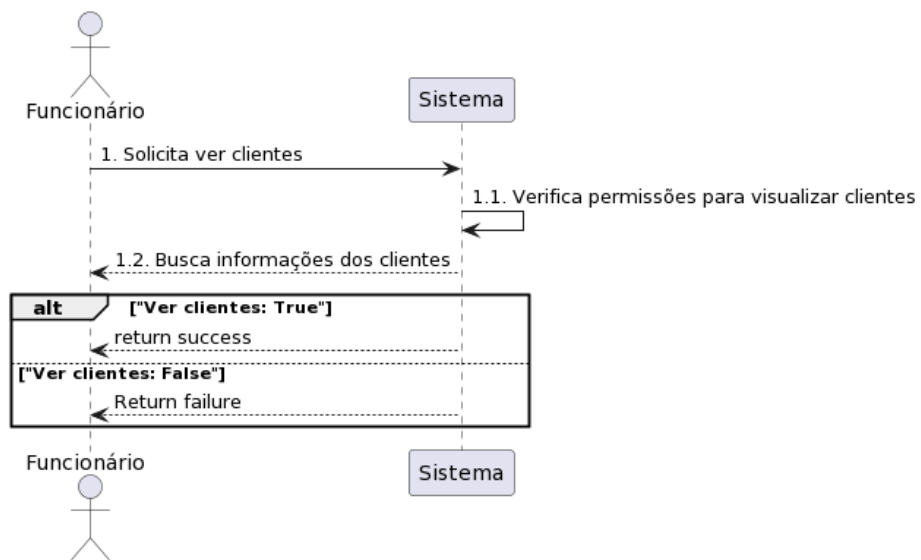 Funcionário
Sistema
1. Solicita ver clientes
1.1. Verifica permissões para visualizar clientes
1.2. Busca informações dos clientes
alt ["Ver clientes: True"]
return success
["Ver clientes: False"]
Return failure
Funcionário
Sistema